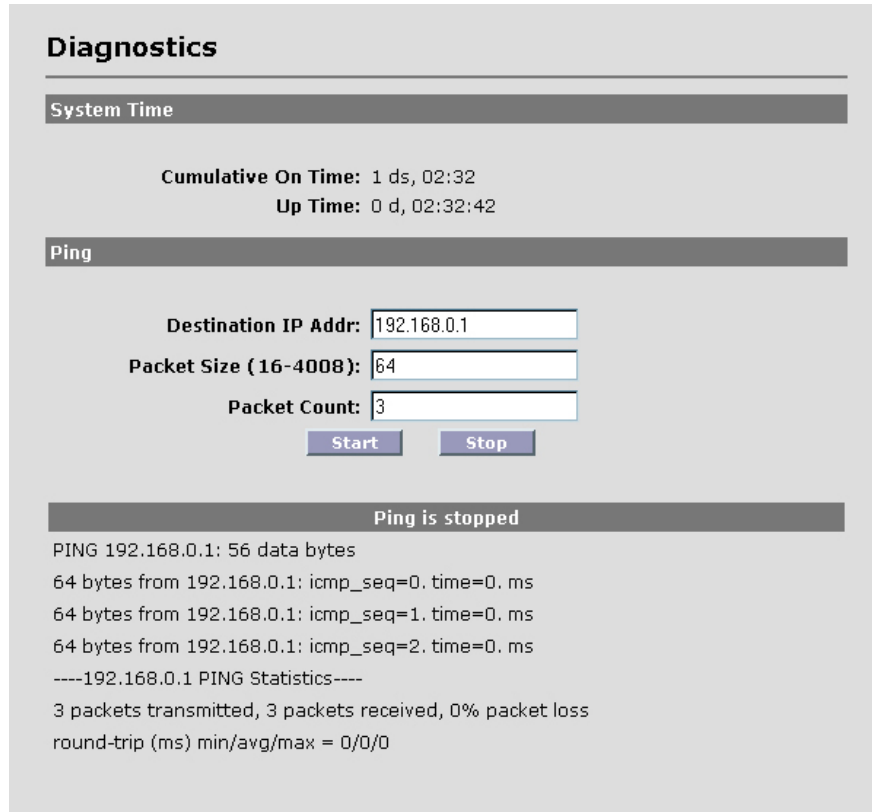 Diagnostics
System Time
Cumulative On Time: 1 ds, 02:32
Up Time: 0 d, 02:32:42
Ping
Destination IP Addr: 192.168.0.1
Packet Size (16-4008): 64
Packet Count: 3
Start Stop
Ping is stopped
PING 192.168.0.1: 56 data bytes
64 bytes from 192.168.0.1: icmp_seq=0. time=0. ms
64 bytes from 192.168.0.1: icmp_seq=1. time=0. ms
64 bytes from 192.168.0.1: icmp_seq=2. time=0. ms
----192.168.0.1 PING Statistics----
3 packets transmitted, 3 packets received, 0% packet loss
round-trip (ms) min/avg/max = 0/0/0